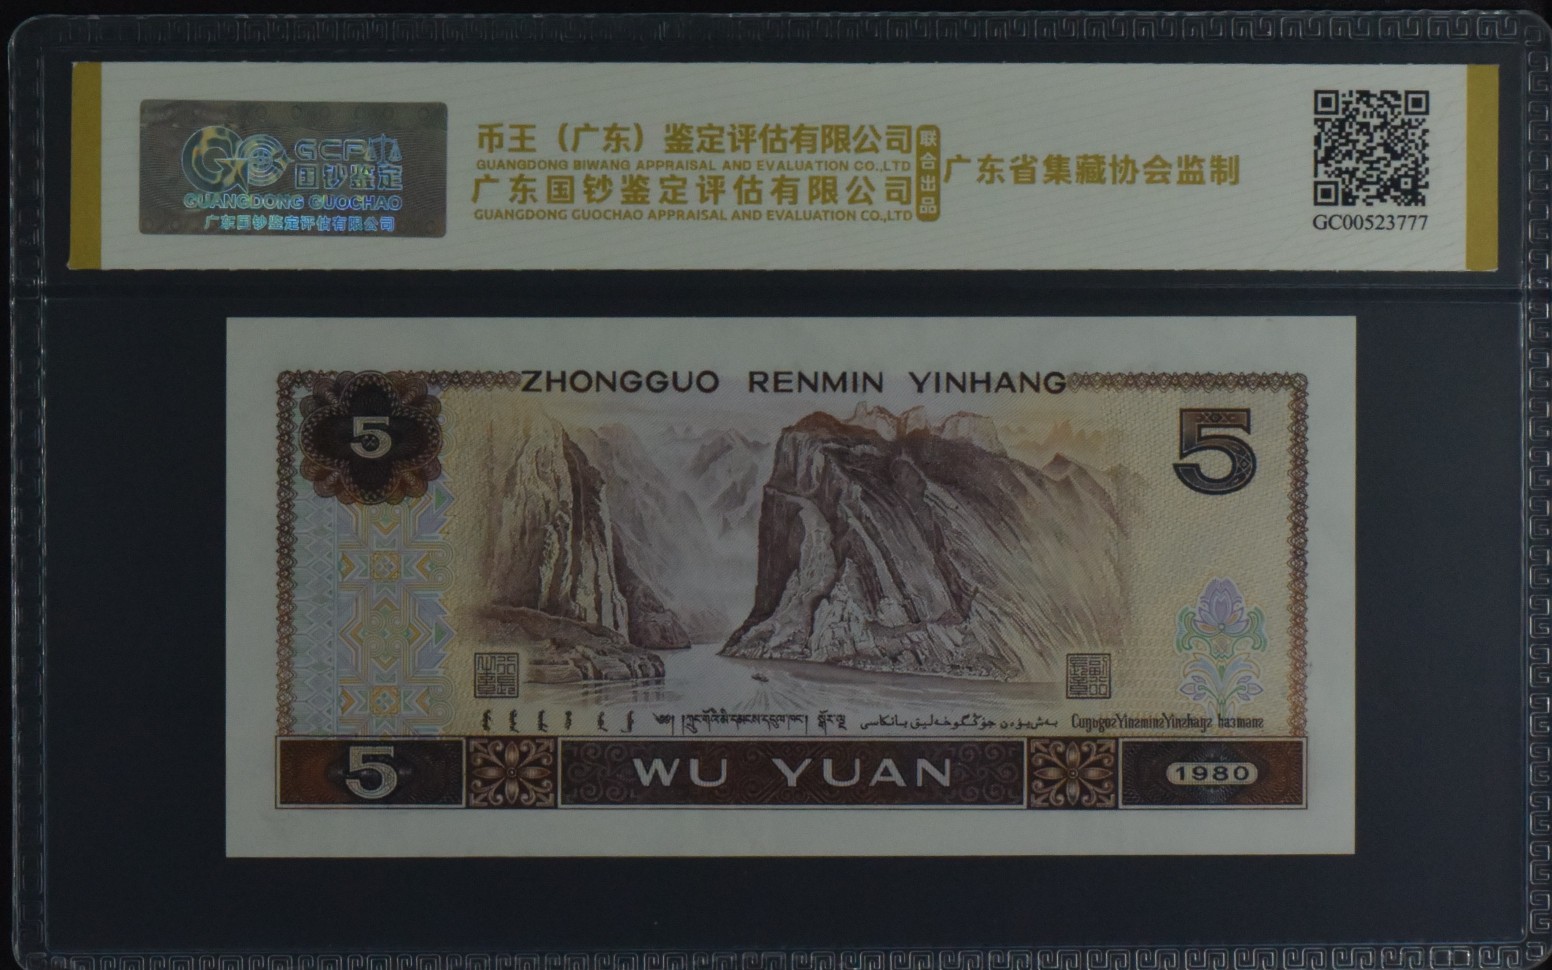 GCP
国钞鉴定
GUANGDONG GUOCHAO
广东国钞鉴定评估有限公司
币王（广东）鉴定评估有限公司
GUANGDONG BIWANG APPRAISAL AND EVALUATION CO.,LTD
广东国钞鉴定评估有限公司
GUANGDONG GUOCHAO APPRAISAL AND EVALUATION CO.,LTD
联合出品
广东省集藏协会监制
GC00523777
ZHONGGUO RENMIN YINHANG
5
5
5 WU YUAN 1980